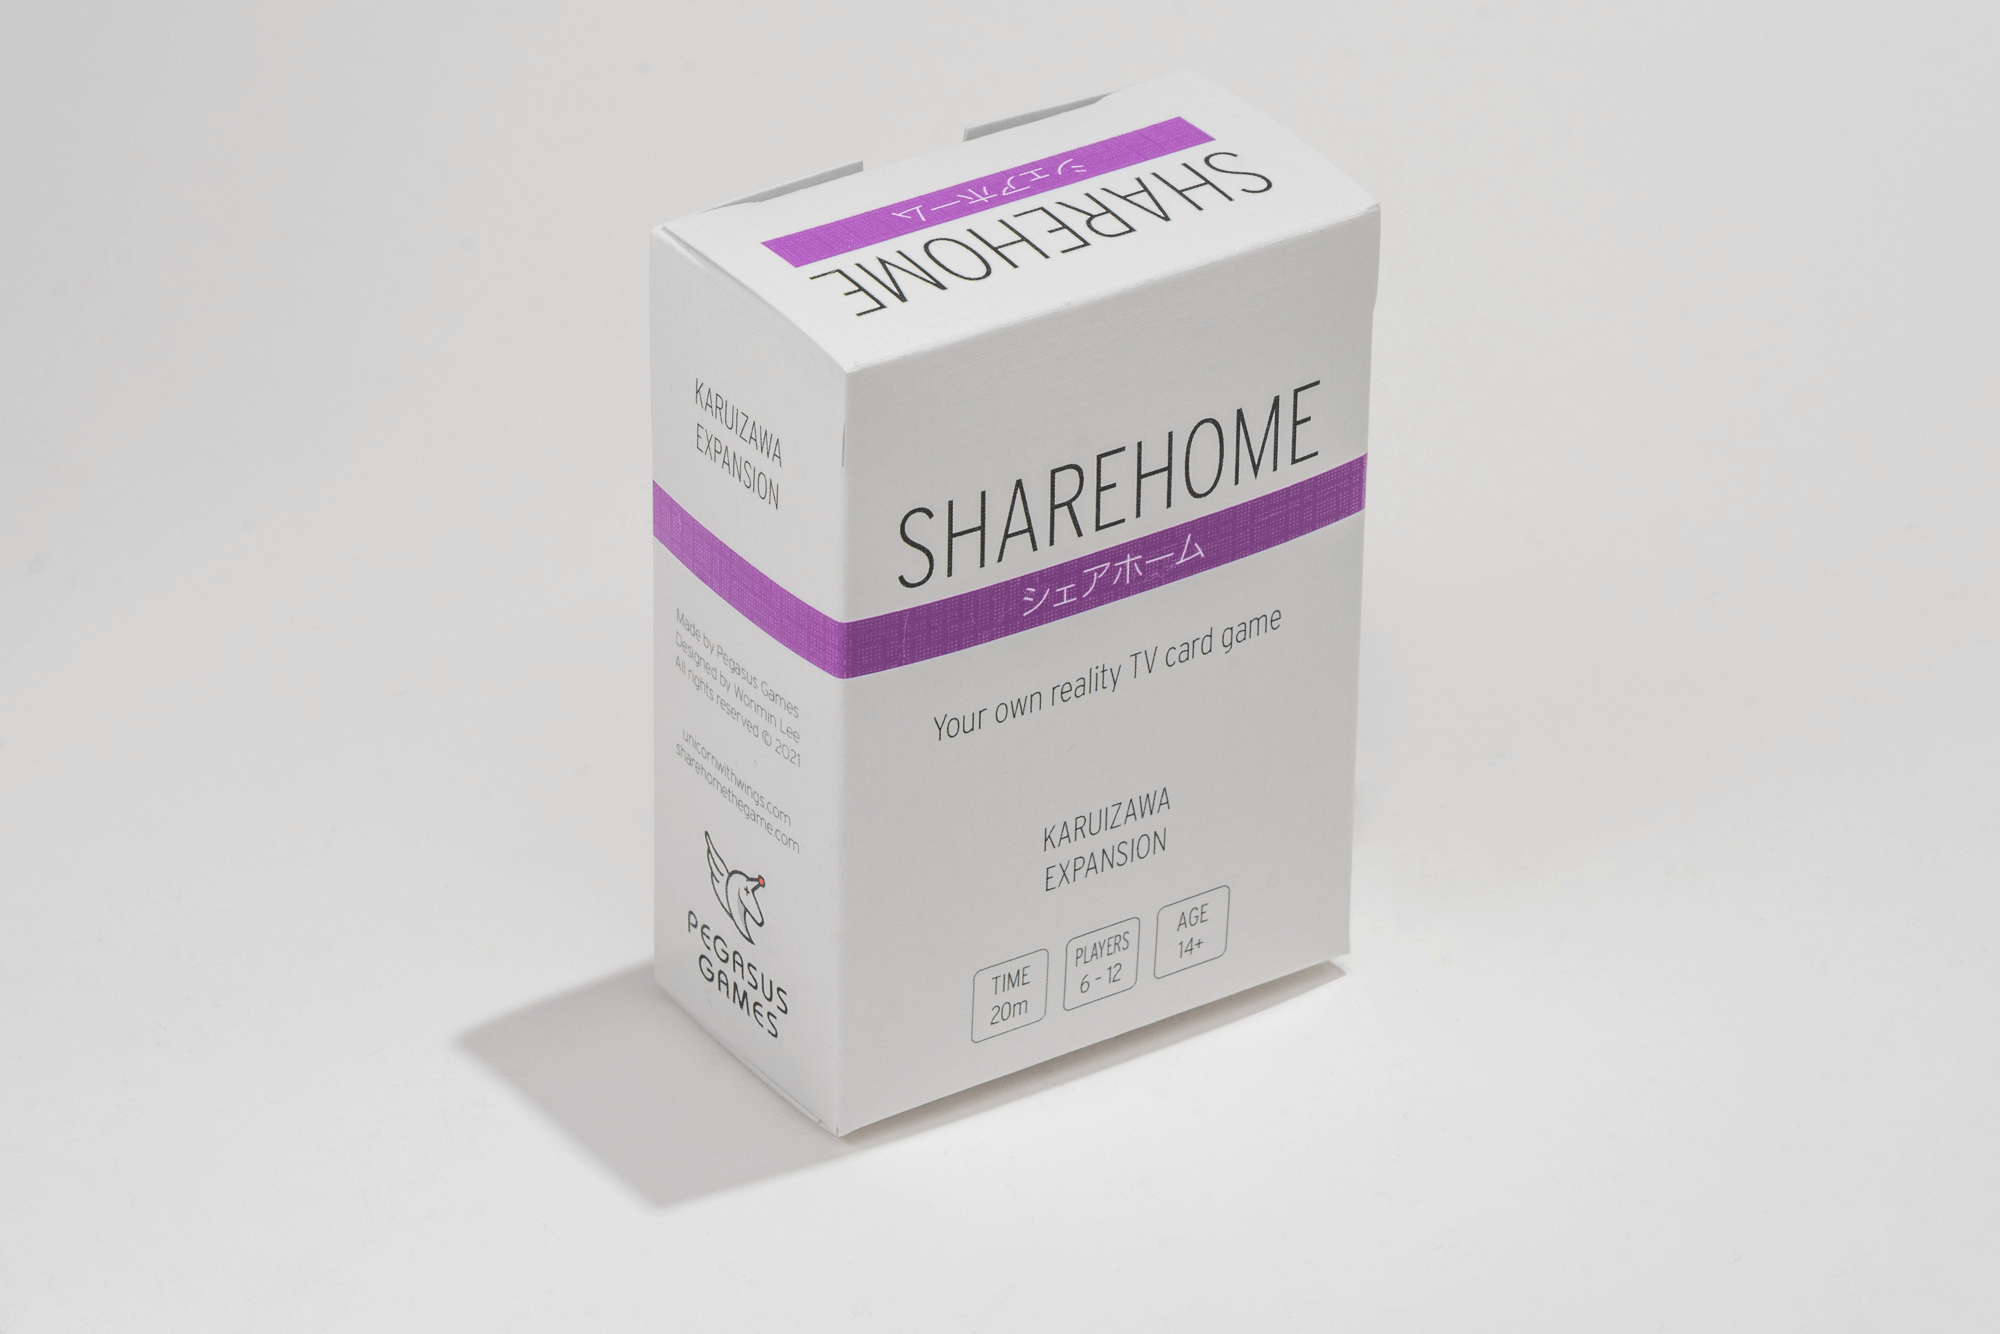 シェアホーム
SHAREHOME
KARUIZAWA
EXPANSION
Made by Pegasus Games
Designed by Wonmin Lee
All rights reserved © 2021
unicornwithwings.com
sharehomethegame.com
PEGASUS
GAMES
SHAREHOME
シェアホーム
Your own reality TV card game
KARUIZAWA
EXPANSION
TIME
20m
PLAYERS
6 - 12
AGE
14+